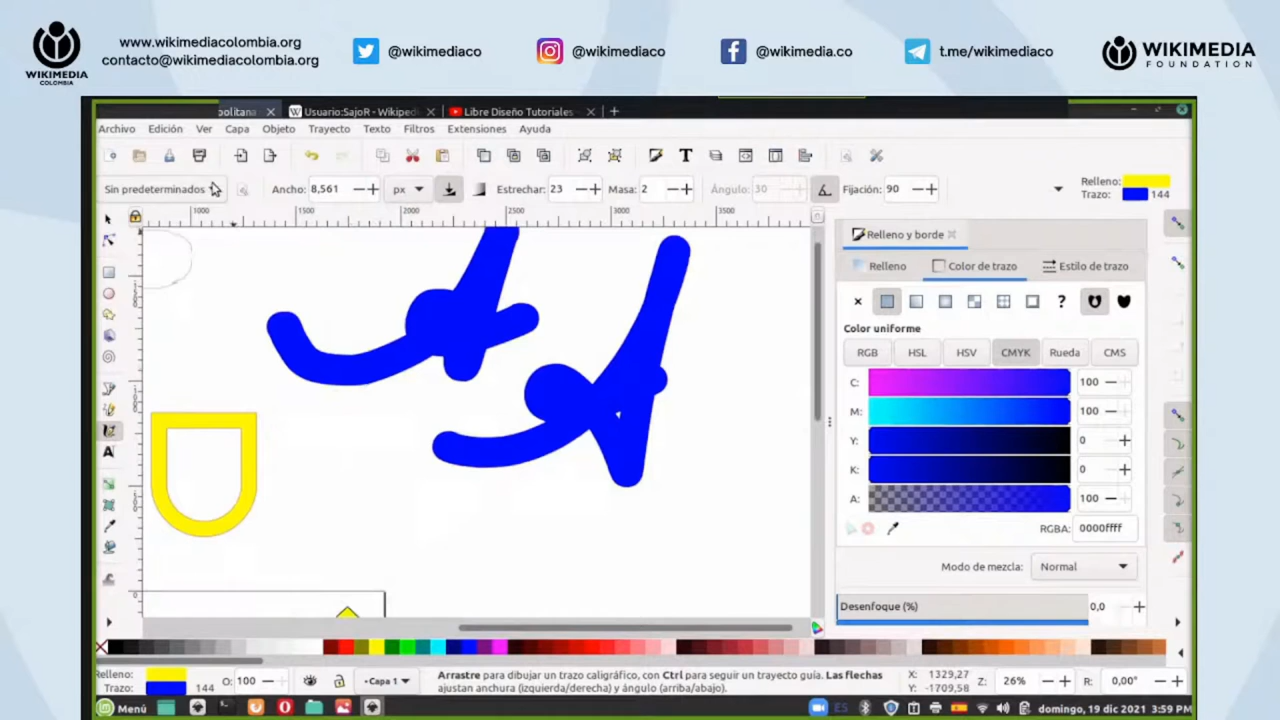 WIKIMEDIA
COLOMBIA
www.wikimediacolombia.org
contacto@wikimediacolombia.org
@wikimediaco
@wikimediaco
@wikimedia.co
t.me/wikimediaco
WIKIMEDIA
FOUNDATION
politana
Usuario:SajoR - Wikiped
Libre Diseño Tutoriales
Archivo Edición Ver Capa Objeto Trayecto Texto Filtros Extensiones Ayuda
Sin predeterminados Ancho: 8,561 px Estrechar: 23 Masa: 2 Ángulo: 30 Fijación: 90
Relleno:
Trazo: 144
1000 1500 2000 2500 3000 3500
Relleno y borde
Relleno Color de trazo Estilo de trazo
Color uniforme
RGB HSL HSV CMYK Rueda CMS
C: 100
M: 100
Y: 0
K: 0
A: 100
RGBA: 0000ffff
Modo de mezcla: Normal
Desenfoque (%) 0,0
Relleno:
Trazo: 144
O: 100
Capa 1
Arrastre para dibujar un trazo caligráfico, con Ctrl para seguir un trayecto guía. Las flechas
ajustan anchura (izquierda/derecha) y ángulo (arriba/abajo).
X: 1329,27
Y: -1709,58
Z: 26%
R: 0,00°
Menú
ES
domingo, 19 dic 2021 3:59 PM